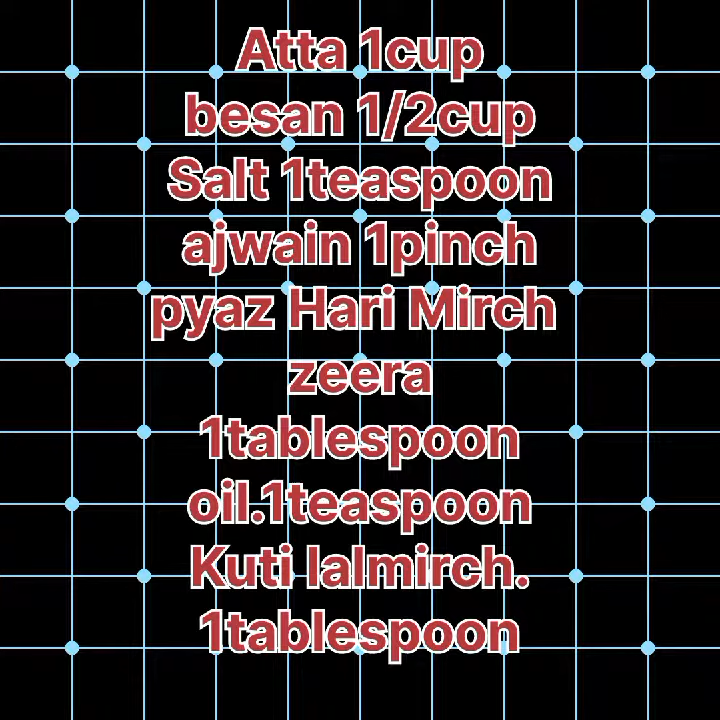 Atta 1cup
besan 1/2cup
Salt 1teaspoon
ajwain 1pinch
pyaz Hari Mirch
zeera
1tablespoon
oil.1teaspoon
Kuti lalmirch.
1tablespoon